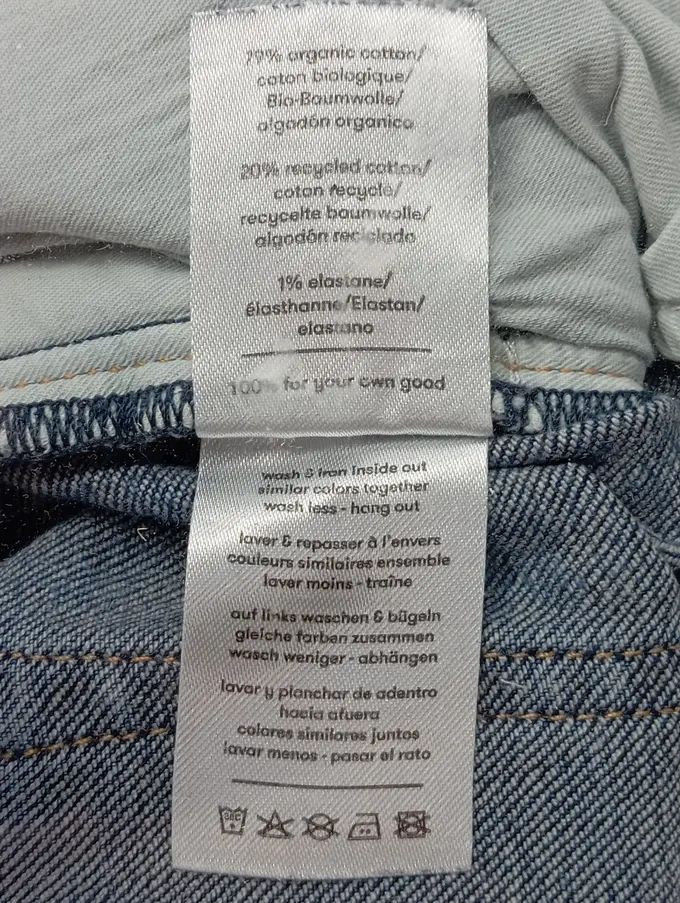 79% organic cotton/
coton biologique/
Bio-Baumwolle/
algodón organico
20% recycled cotton/
coton recycle/
recycelte baumwolle/
algodón reciclado
1% elastane/
élasthanne/Elastan/
elastano
100% for your own good
wash & iron inside out
similar colors together
wash less - hang out
laver & repasser à l'envers
couleurs similaires ensemble
laver moins - traîne
auf links waschen & bügeln
gleiche farben zusammen
wasch weniger - abhängen
lavar y planchar de adentro
hacia afuera
colores similares juntos
lavar menos - pasar el rato
30C